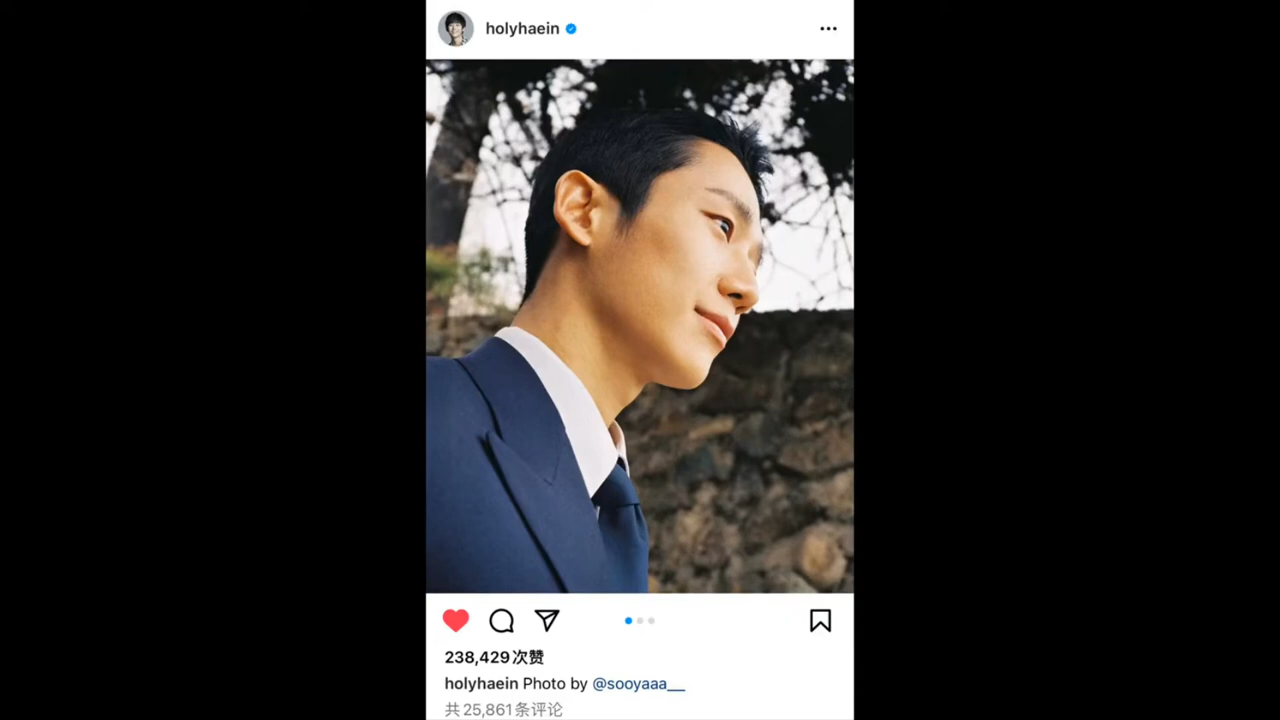 holyhaein
238,429次赞
holyhaein Photo by @sooyaaa__
共25,861条评论